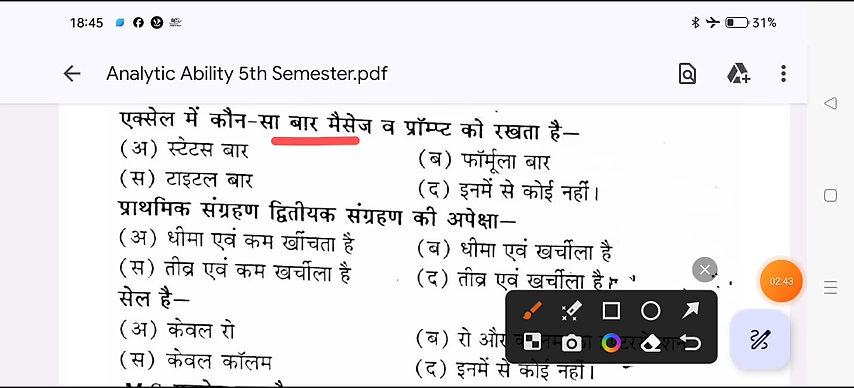 18:45
31%
Analytic Ability 5th Semester.pdf
एक्सेल में कौन-सा बार मैसेज व प्रॉम्प्ट को रखता है—
(अ) स्टेटस बार
(ब) फॉर्मूला बार
(स) टाइटल बार
(द) इनमें से कोई नहीं।
प्राथमिक संग्रहण द्वितीयक संग्रहण की अपेक्षा—
(अ) धीमा एवं कम खींचता है
(ब) धीमा एवं खर्चीला है
(स) तीव्र एवं कम खर्चीला है
(द) तीव्र एवं खर्चीला है।
02:43
सेल है—
(अ) केवल रो
(ब) रो और
(स) केवल कॉलम
(द) इनमें से कोई नहीं।